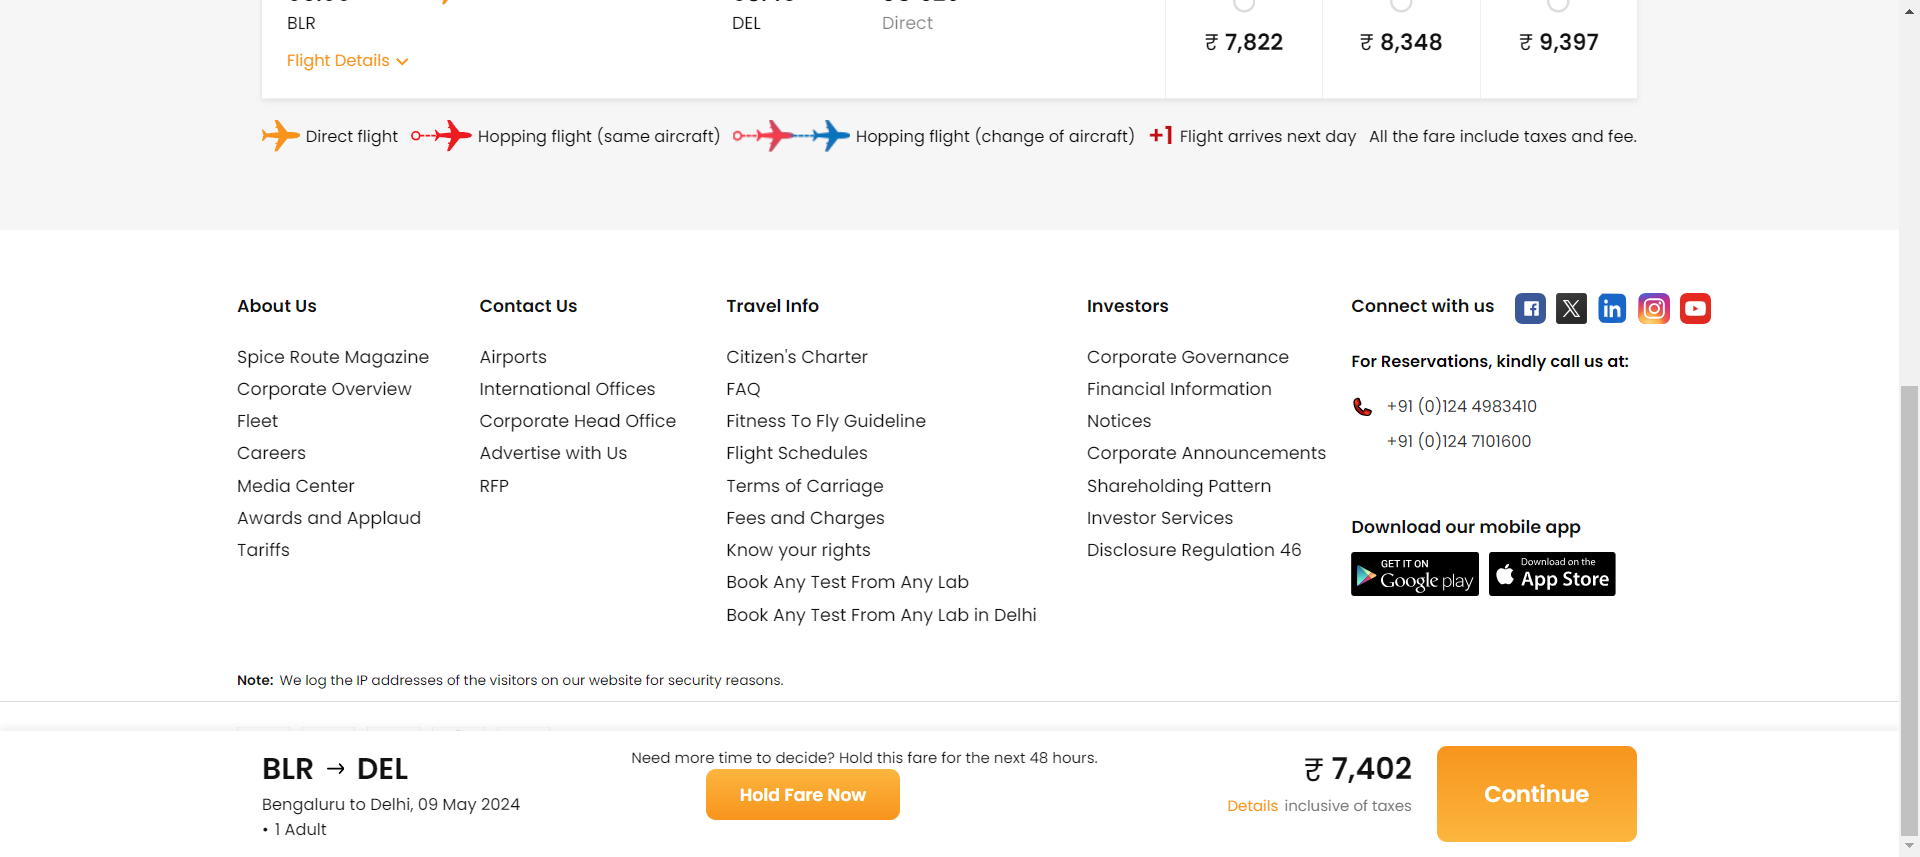 BLR
DEL
Direct
Flight Details
₹ 7,822
₹ 8,348
₹ 9,397
Direct flight
Hopping flight (same aircraft)
Hopping flight (change of aircraft)
+1 Flight arrives next day
All the fare include taxes and fee.
About Us
Spice Route Magazine
Corporate Overview
Fleet
Careers
Media Center
Awards and Applaud
Tariffs
Contact Us
Airports
International Offices
Corporate Head Office
Advertise with Us
RFP
Travel Info
Citizen's Charter
FAQ
Fitness To Fly Guideline
Flight Schedules
Terms of Carriage
Fees and Charges
Know your rights
Book Any Test From Any Lab
Book Any Test From Any Lab in Delhi
Investors
Corporate Governance
Financial Information
Notices
Corporate Announcements
Shareholding Pattern
Investor Services
Disclosure Regulation 46
Connect with us
For Reservations, kindly call us at:
+91 (0)124 4983410
+91 (0)124 7101600
Download our mobile app
GET IT ON
Google play
Download on the
App Store
Note: We log the IP addresses of the visitors on our website for security reasons.
BLR → DEL
Bengaluru to Delhi, 09 May 2024
• 1 Adult
Need more time to decide? Hold this fare for the next 48 hours.
Hold Fare Now
₹ 7,402
Details inclusive of taxes
Continue